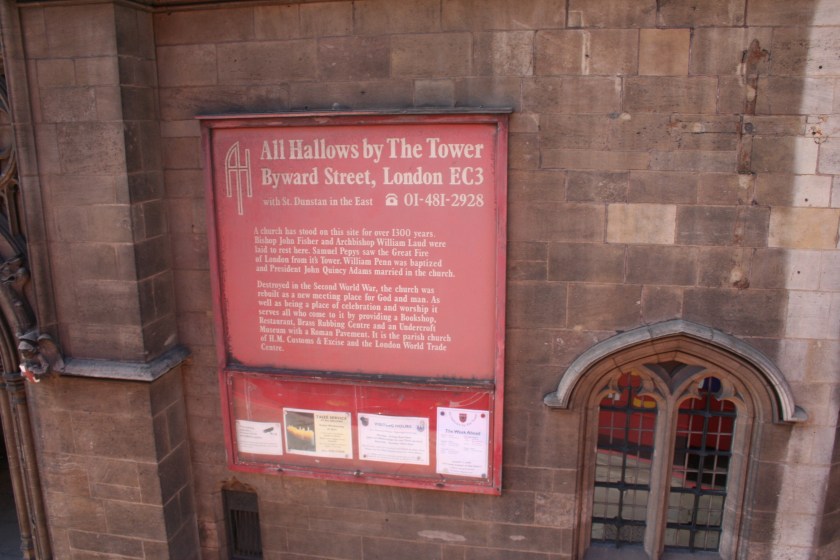 AH
All Hallows by The Tower
Byward Street, London EC3
with St. Dunstan in the East ☎ 01-481-2928
A church has stood on this site for over 1300 years.
Bishop John Fisher and Archbishop William Laud were
laid to rest here. Samuel Pepys saw the Great Fire
of London from it's Tower. William Penn was baptized
and President John Quincy Adams married in the church.
Destroyed in the Second World War, the church was
rebuilt as a new meeting place for God and man. As
well as being a place of celebration and worship it
serves all who come to it by providing a Bookshop,
Restaurant, Brass Rubbing Centre and an Undercroft
Museum with a Roman Pavement. It is the parish church
of H.M. Customs & Excise and the London World Trade
Centre.